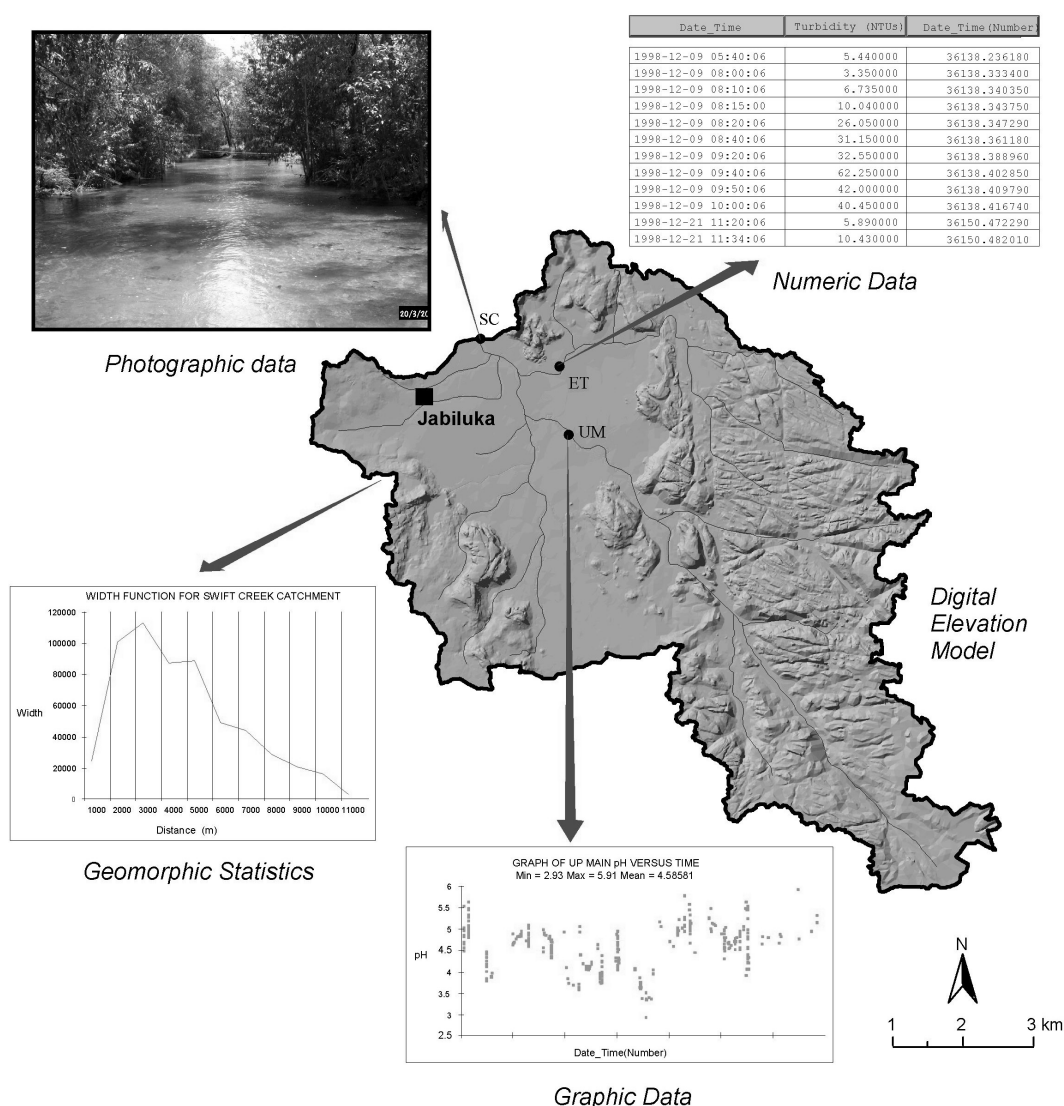 Date_Time Turbidity (NTUs) Date_Time(Number)
1998-12-09 05:40:06 5.440000 36138.236180
1998-12-09 08:00:06 3.350000 36138.333400
1998-12-09 08:10:06 6.735000 36138.340350
1998-12-09 08:15:00 10.040000 36138.343750
1998-12-09 08:20:06 26.050000 36138.347290
1998-12-09 08:40:06 31.150000 36138.361180
1998-12-09 09:20:06 32.550000 36138.388960
1998-12-09 09:40:06 62.250000 36138.402850
1998-12-09 09:50:06 42.000000 36138.409790
1998-12-09 10:00:06 40.450000 36138.416740
1998-12-21 11:20:06 5.890000 36150.472290
1998-12-21 11:34:06 10.430000 36150.482010
Numeric Data
20/3/20
Photographic data
SC
ET
Jabiluka
UM
Digital
Elevation
Model
WIDTH FUNCTION FOR SWIFT CREEK CATCHMENT
120000
100000
80000
Width
60000
40000
20000
0
1000 2000 3000 4000 5000 6000 7000 8000 9000 10000 11000
Distance (m)
Geomorphic Statistics
GRAPH OF UP MAIN pH VERSUS TIME
Min = 2.93 Max = 5.91 Mean = 4.58581
6
5.5
5
4.5
pH
4
3.5
3
2.5
Date_Time(Number)
Graphic Data
N
1 2 3 km